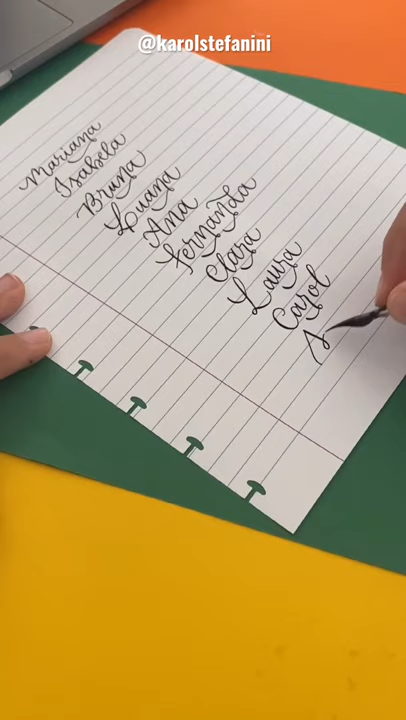 @karolstefanini
Mariana
Isabela
Bruna
Luana
Ana
Fernanda
Clara
Laura
Carol